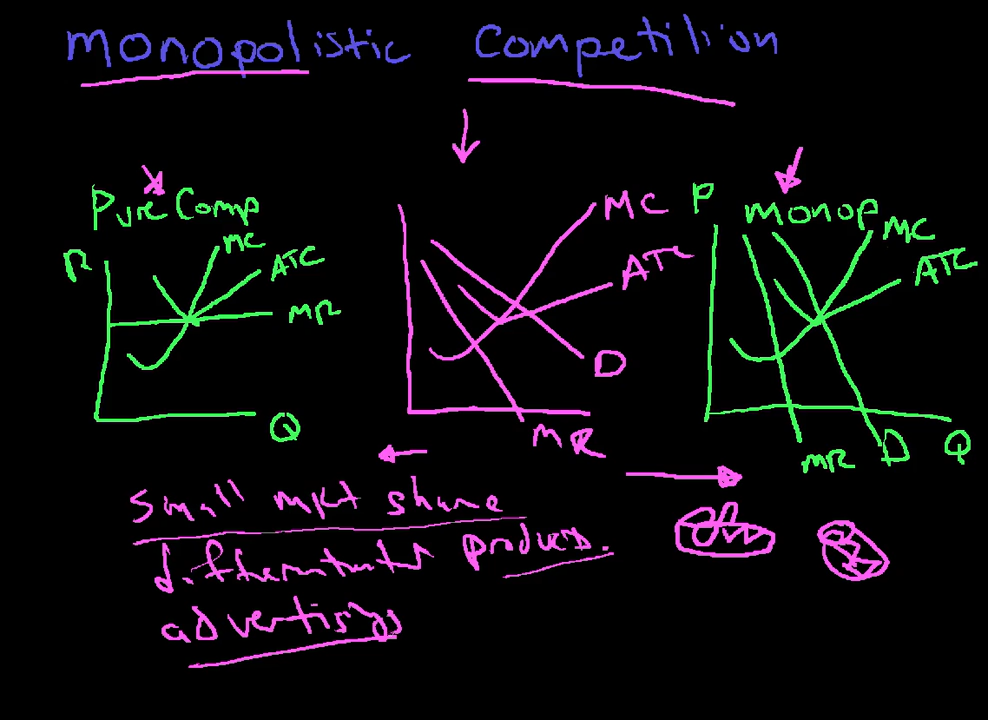 monopolistic Competition
Pure Comp
P
MC
ATC
MR
Q
MC
ATC
D
MR
P
Monop
MC
ATC
MR
D
Q
small mkt share
differentiated products.
advertising